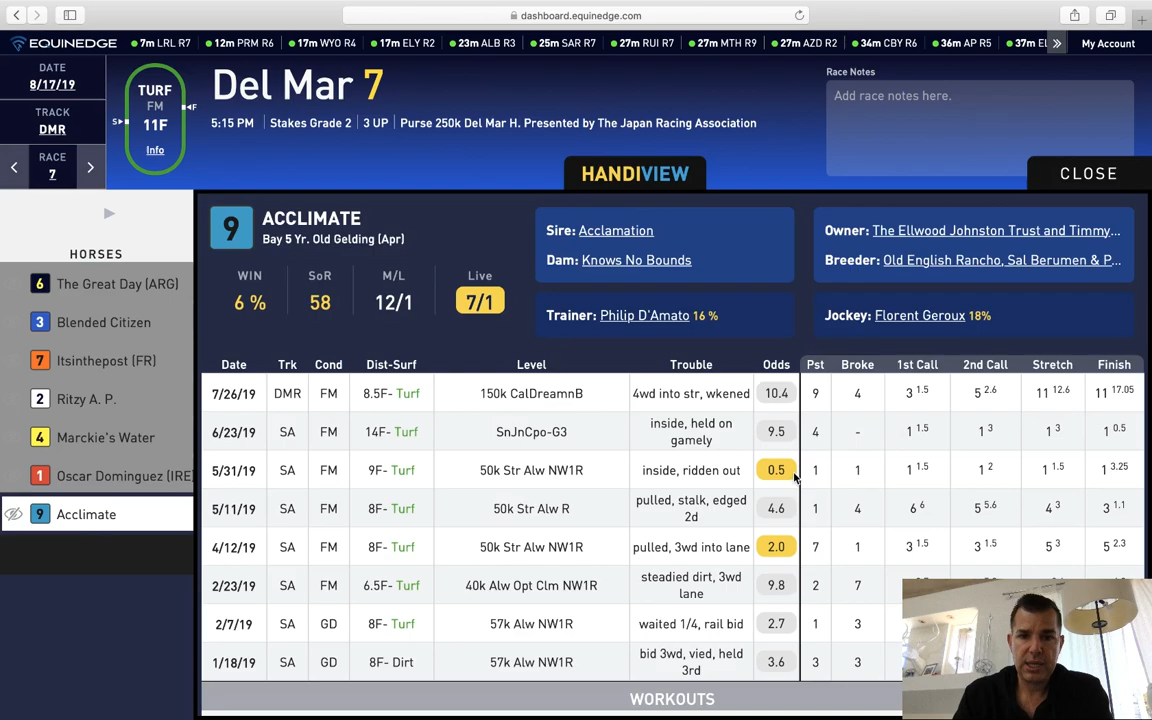 dashboard.equinedge.com
EQUINEDGE 7m LRL R7 12m PRM R6 17m WYO R4 17m ELY R2 23m ALB R3 25m SAR R7 27m RUI R7 27m MTH R9 27m AZD R2 34m CBY R6 36m AP R5 37m EL My Account
DATE
8/17/19
TRACK
DMR
RACE
7
TURF
FM
11F
Info
S F
Del Mar 7
5:15 PM Stakes Grade 2 3 UP Purse 250k Del Mar H. Presented by The Japan Racing Association
Race Notes
Add race notes here.
HANDIVIEW
CLOSE
HORSES
6 The Great Day (ARG)
3 Blended Citizen
7 Itsinthepost (FR)
2 Ritzy A. P.
4 Marckie's Water
1 Oscar Dominguez (IRE)
9 Acclimate
9 ACCLIMATE
Bay 5 Yr. Old Gelding (Apr)
WIN SoR M/L Live
6 % 58 12/1 7/1
Sire: Acclamation
Dam: Knows No Bounds
Trainer: Philip D'Amato 16 %
Owner: The Ellwood Johnston Trust and Timmy...
Breeder: Old English Rancho, Sal Berumen & P...
Jockey: Florent Geroux 18%
Date Trk Cond Dist-Surf Level Trouble Odds Pst Broke 1st Call 2nd Call Stretch Finish
7/26/19 DMR FM 8.5F- Turf 150k CalDreamnB 4wd into str, wkened 10.4 9 4 3 1.5 5 2.6 11 12.6 11 17.05
6/23/19 SA FM 14F- Turf SnJnCpo-G3 inside, held on gamely 9.5 4 - 1 1.5 1 3 1 3 1 0.5
5/31/19 SA FM 9F- Turf 50k Str Alw NW1R inside, ridden out 0.5 1 1 1 1.5 1 2 1 1.5 1 3.25
5/11/19 SA FM 8F- Turf 50k Str Alw R pulled, stalk, edged 2d 4.6 1 4 6 6 5 5.6 4 3 3 1.1
4/12/19 SA FM 8F- Turf 50k Str Alw NW1R pulled, 3wd into lane 2.0 7 1 3 1.5 3 1.5 5 3 5 2.3
2/23/19 SA FM 6.5F- Turf 40k Alw Opt Clm NW1R steadied dirt, 3wd lane 9.8 2 7
2/7/19 SA GD 8F- Turf 57k Alw NW1R waited 1/4, rail bid 2.7 1 3
1/18/19 SA GD 8F- Dirt 57k Alw NW1R bid 3wd, vied, held 3rd 3.6 3 3
WORKOUTS